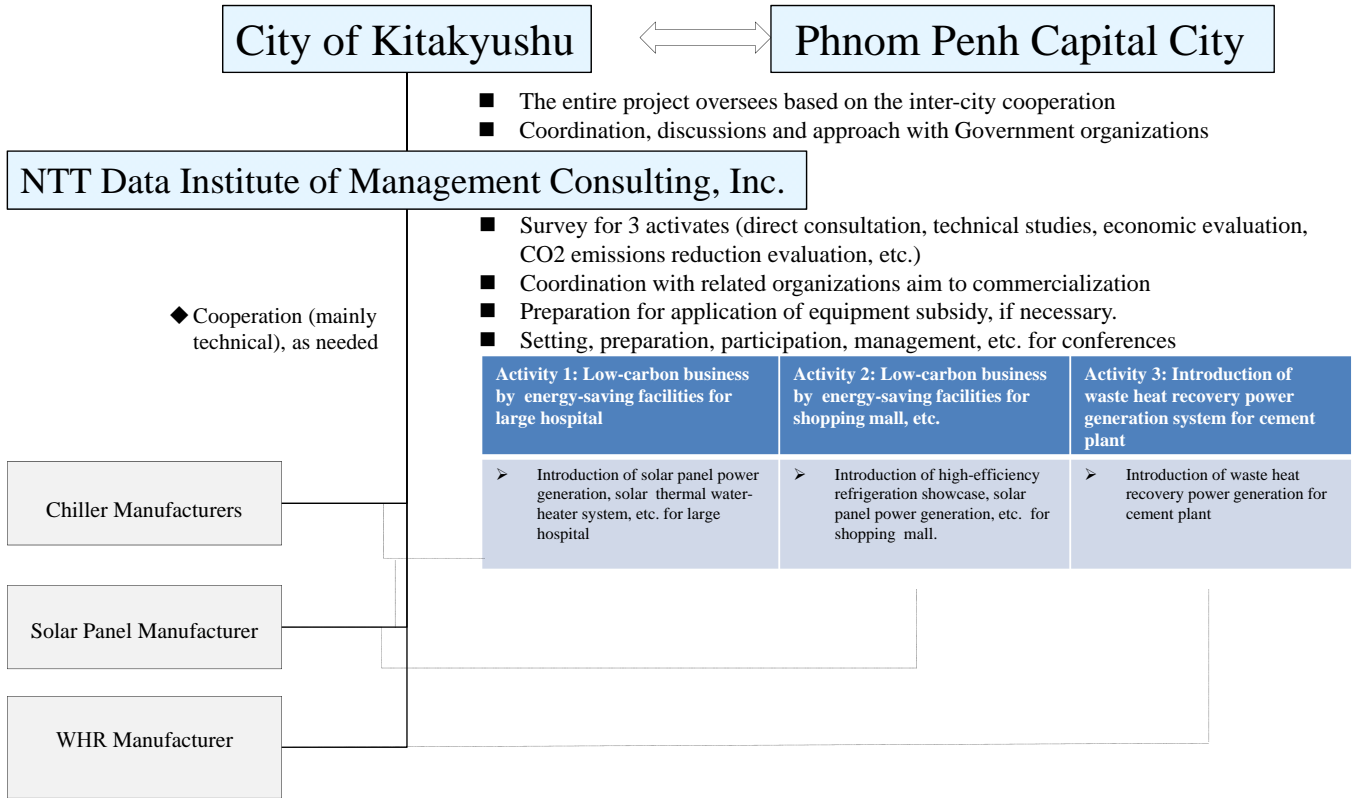 City of Kitakyushu
Phnom Penh Capital City
■ The entire project oversees based on the inter-city cooperation
■ Coordination, discussions and approach with Government organizations
NTT Data Institute of Management Consulting, Inc.
■ Survey for 3 activates (direct consultation, technical studies, economic evaluation,
CO2 emissions reduction evaluation, etc.)
■ Coordination with related organizations aim to commercialization
■ Preparation for application of equipment subsidy, if necessary.
■ Setting, preparation, participation, management, etc. for conferences
◆ Cooperation (mainly
technical), as needed
Activity 1: Low-carbon business
by energy-saving facilities for
large hospital
Activity 2: Low-carbon business
by energy-saving facilities for
shopping mall, etc.
Activity 3: Introduction of
waste heat recovery power
generation system for cement
plant
➢ Introduction of solar panel power
generation, solar thermal water-
heater system, etc. for large
hospital
➢ Introduction of high-efficiency
refrigeration showcase, solar
panel power generation, etc. for
shopping mall.
➢ Introduction of waste heat
recovery power generation for
cement plant
Chiller Manufacturers
Solar Panel Manufacturer
WHR Manufacturer